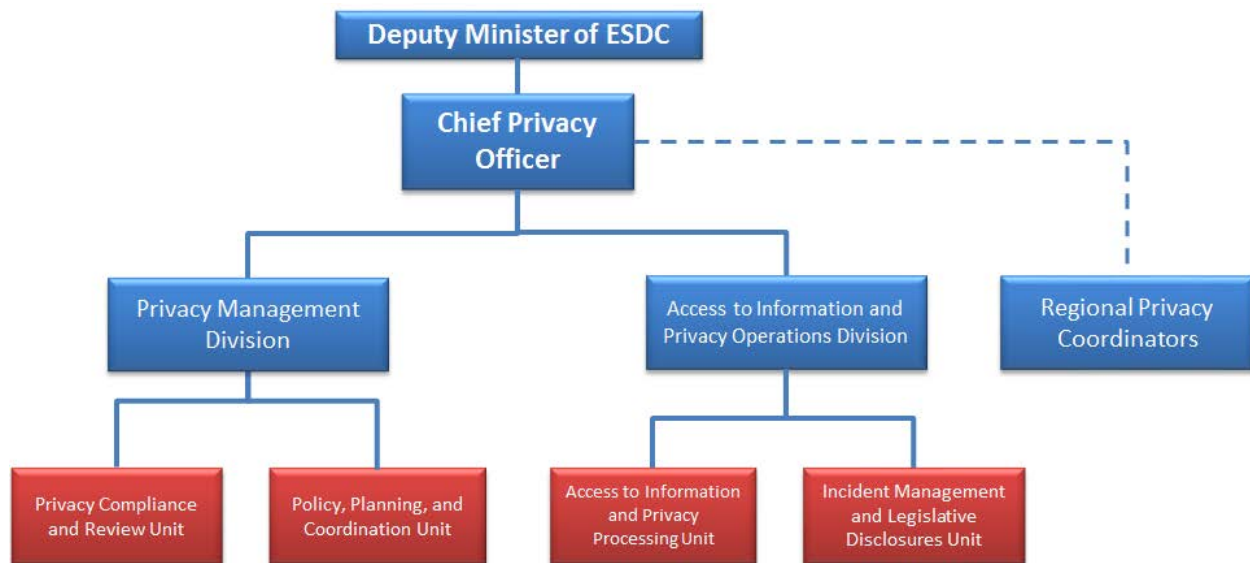 Deputy Minister of ESDC
Chief Privacy
Officer
Privacy Management
Division
Access to Information and
Privacy Operations Division
Regional Privacy
Coordinators
Privacy Compliance
and Review Unit
Policy, Planning, and
Coordination Unit
Access to Information
and Privacy
Processing Unit
Incident Management
and Legislative
Disclosures Unit